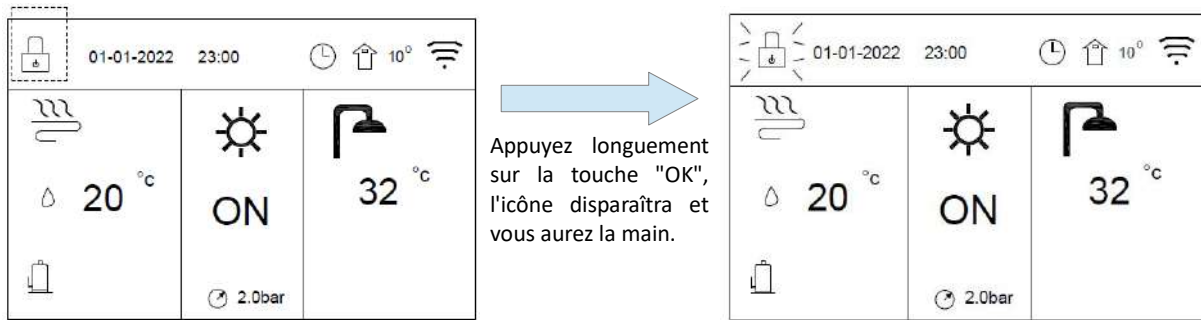 01-01-2022 23:00 10°
20 °c
ON
32 °c
2.0bar
Appuyez longuement
sur la touche "OK",
l'icône disparaîtra et
vous aurez la main.
01-01-2022 23:00 10°
20 °c
ON
32 °c
2.0bar